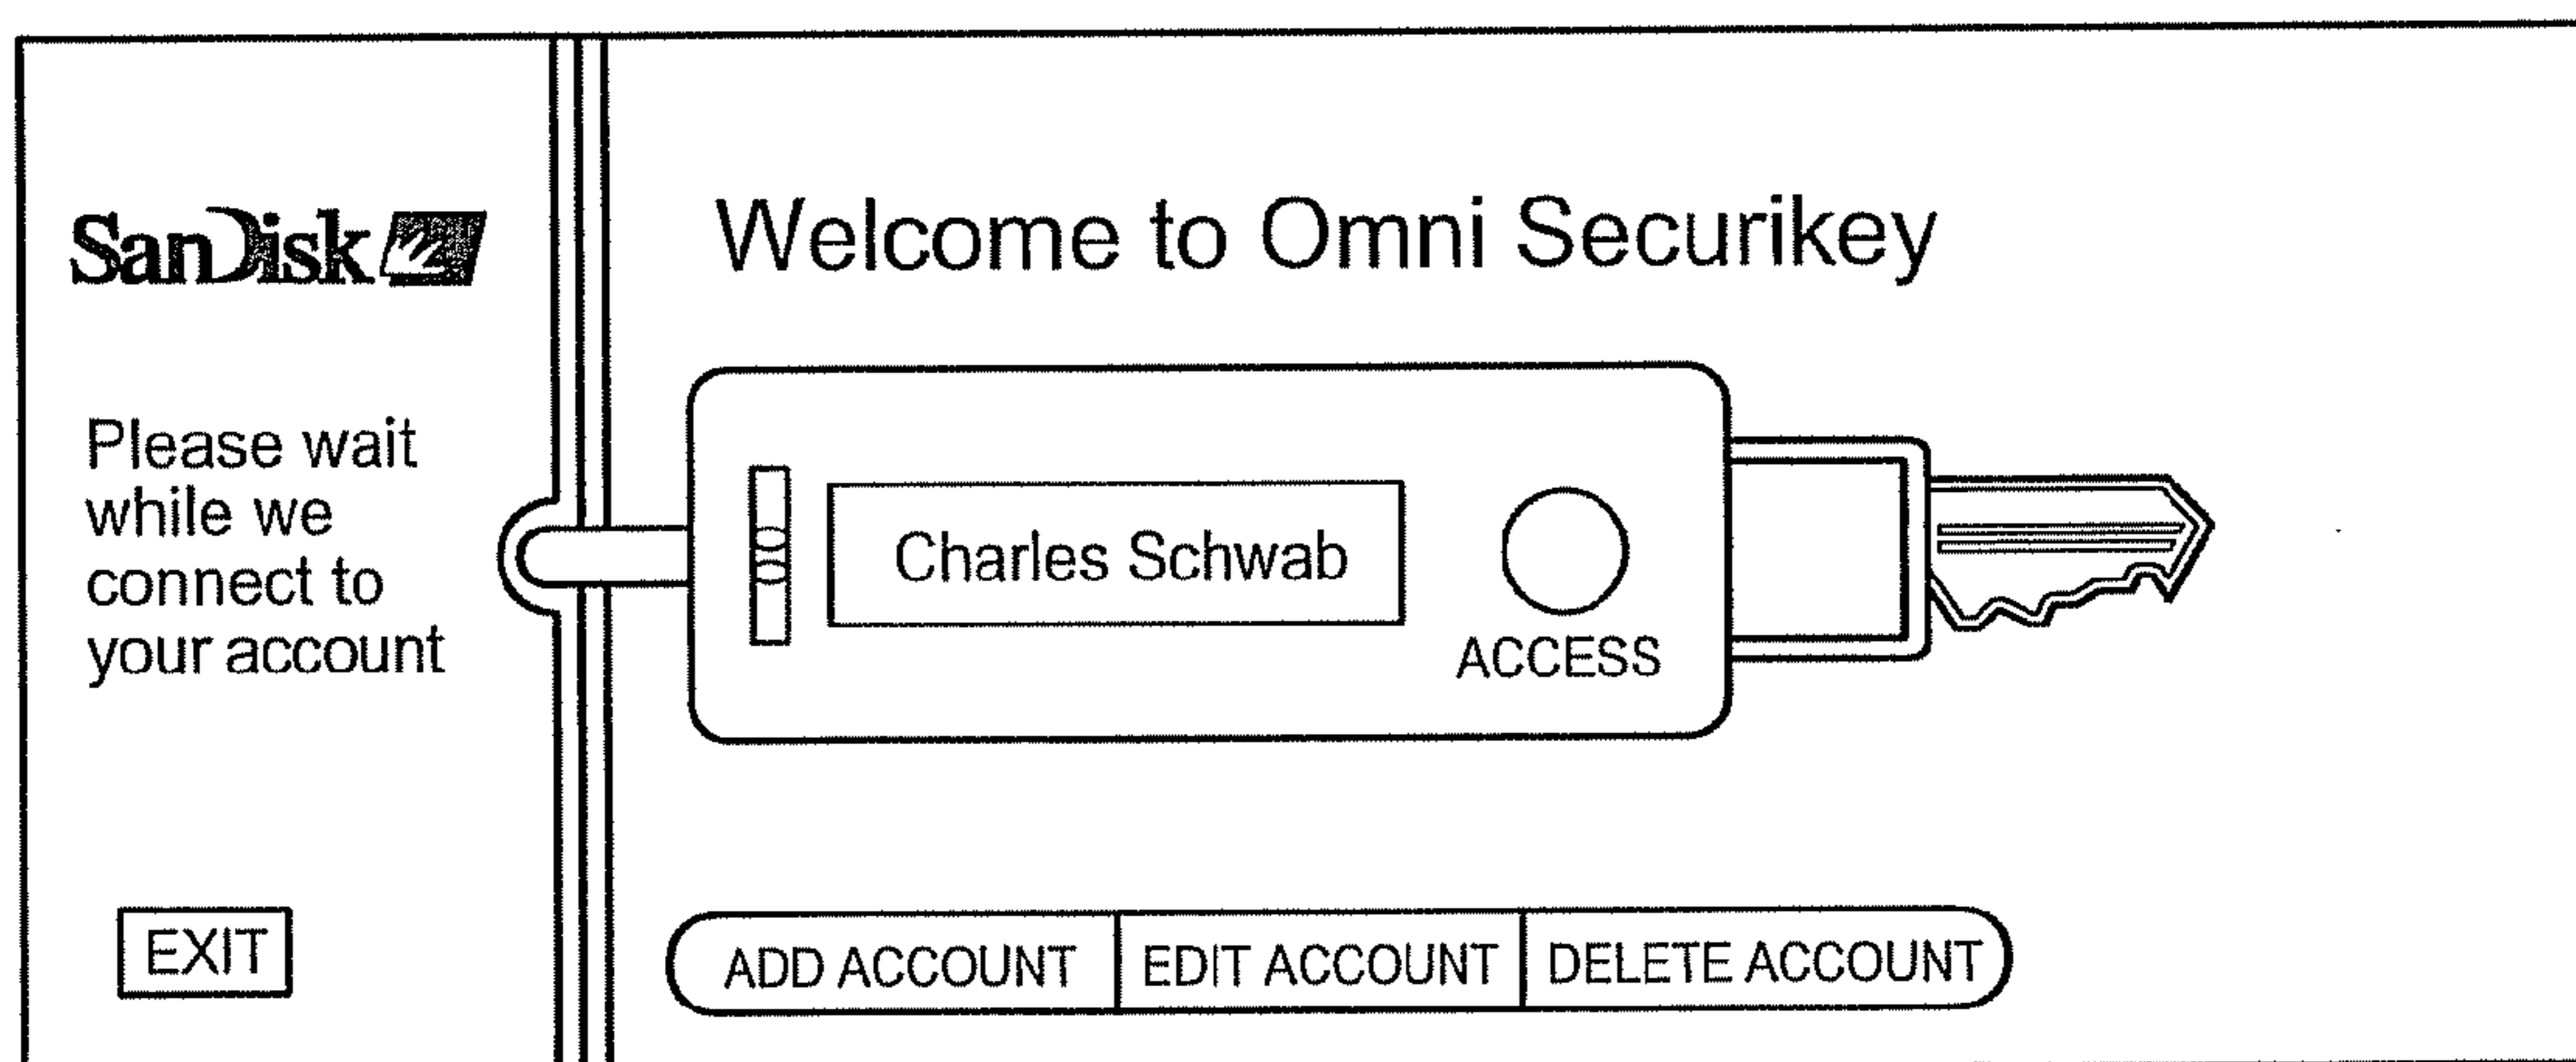 SanDisk
Please wait
while we
connect to
your account
EXIT
Welcome to Omni Securikey
Charles Schwab
ACCESS
ADD ACCOUNT
EDIT ACCOUNT
DELETE ACCOUNT